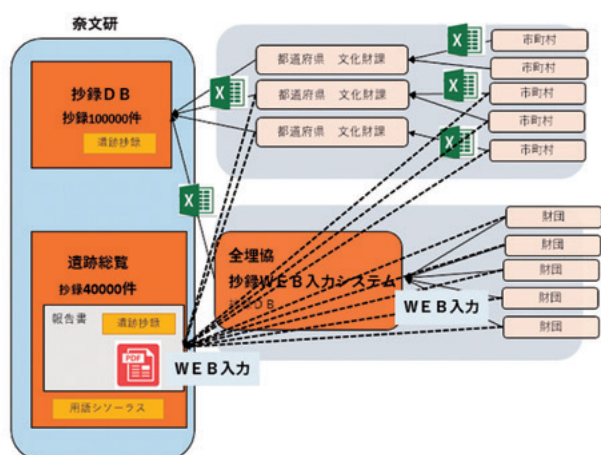 奈文研
抄録DB
抄録100000件
遺跡抄録
都道府県 文化財課
都道府県 文化財課
都道府県 文化財課
市町村
市町村
市町村
市町村
市町村
遺跡総覧
抄録40000件
報告書
遺跡抄録
PDF
用語シソーラス
WEB入力
全埋協
抄録WEB入力システム
DB
WEB入力
財団
財団
財団
財団
財団